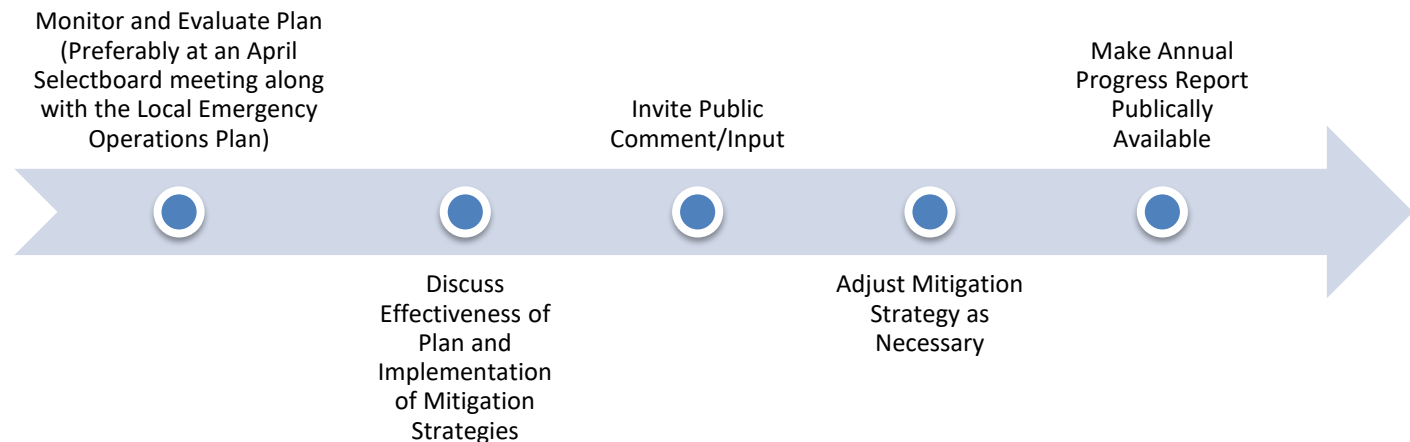 Monitor and Evaluate Plan
(Preferably at an April
Selectboard meeting along
with the Local Emergency
Operations Plan)
Discuss
Effectiveness of
Plan and
Implementation
of Mitigation
Strategies
Invite Public
Comment/Input
Adjust Mitigation
Strategy as
Necessary
Make Annual
Progress Report
Publically
Available